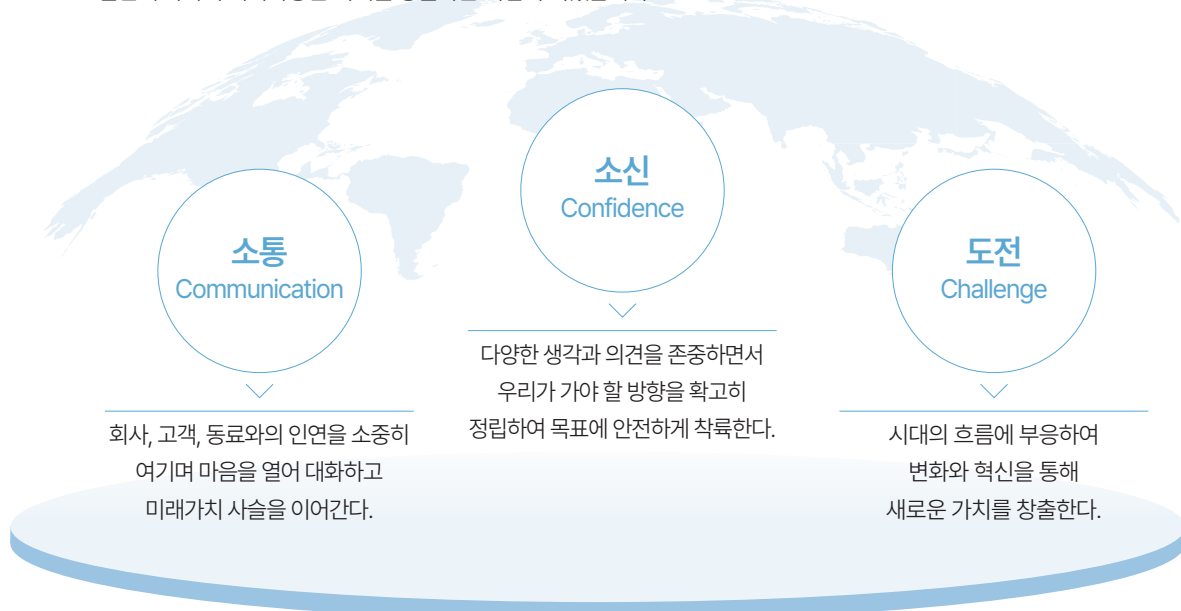 소통
Communication
회사, 고객, 동료와의 인연을 소중히
여기며 마음을 열어 대화하고
미래가치 사슬을 이어간다.
소신
Confidence
다양한 생각과 의견을 존중하면서
우리가 가야 할 방향을 확고히
정립하여 목표에 안전하게 착륙한다.
도전
Challenge
시대의 흐름에 부응하여
변화와 혁신을 통해
새로운 가치를 창출한다.